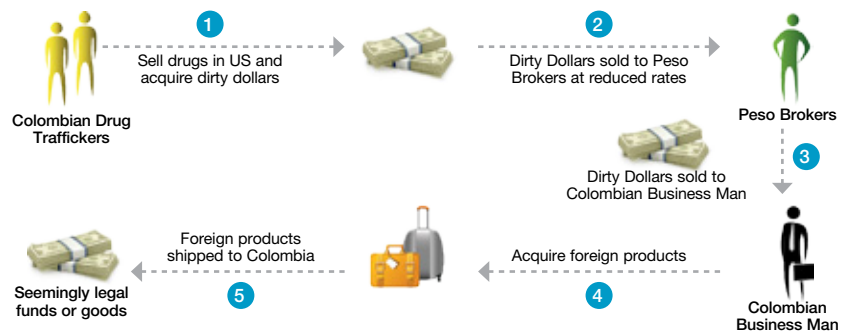 1
Sell drugs in US and
acquire dirty dollars
2
Dirty Dollars sold to Peso
Brokers at reduced rates
Colombian Drug
Traffickers
Peso Brokers
3
Dirty Dollars sold to
Colombian Business Man
Acquire foreign products
4
Colombian
Business Man
Foreign products
shipped to Colombia
5
Seemingly legal
funds or goods